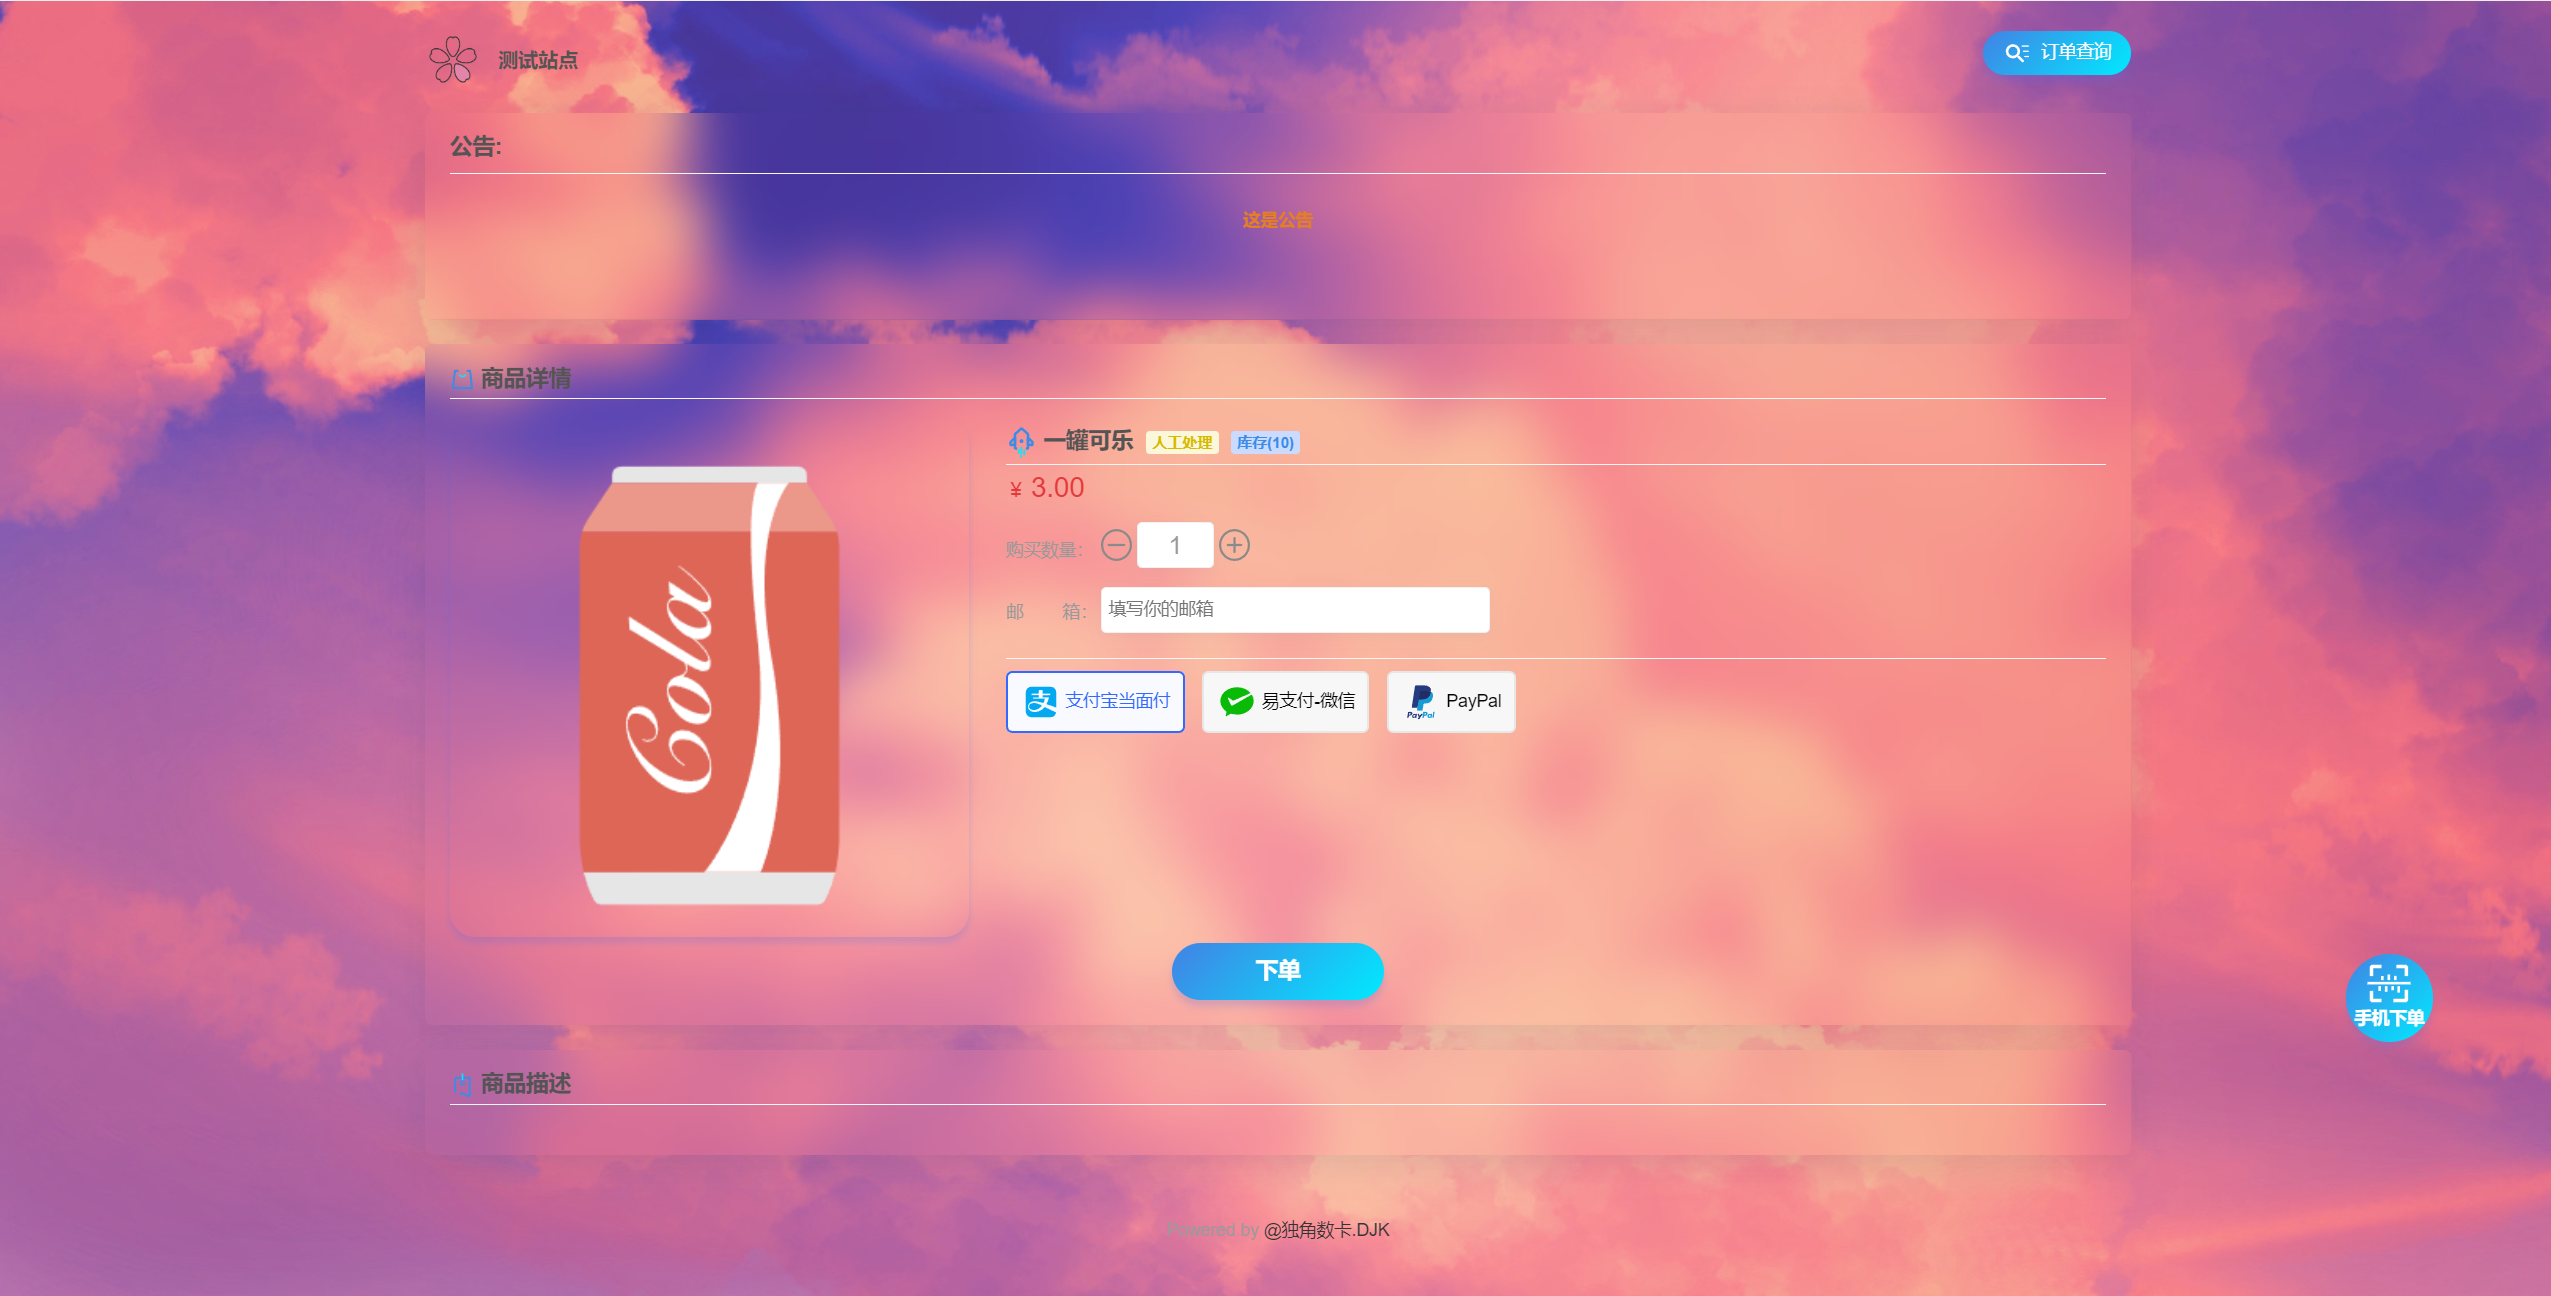 测试站点
订单查询
公告:
这是公告
商品详情
一罐可乐 人工处理 库存(10)
¥ 3.00
购买数量: 1
邮 箱: 填写你的邮箱
支付宝当面付 易支付-微信 PayPal PayPal
Cola
下单
手机下单
商品描述
Powered by @独角数卡.DJK